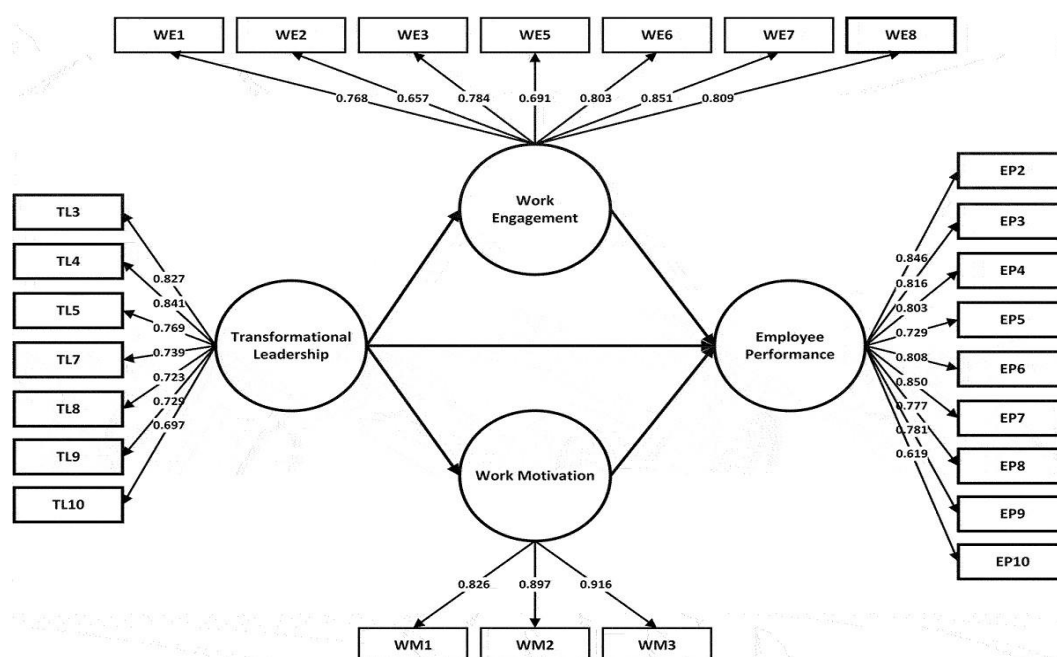 WE1 WE2 WE3 WE5 WE6 WE7 WE8
0.768 0.657 0.784 0.691 0.803 0.851 0.809
Work
Engagement
TL3
TL4
TL5
TL7
TL8
TL9
TL10
0.827
0.841
0.769
0.739
0.723
0.729
0.697
Transformational
Leadership
Employee
Performance
0.846
0.816
0.803
0.729
0.808
0.850
0.777
0.781
0.619
EP2
EP3
EP4
EP5
EP6
EP7
EP8
EP9
EP10
Work Motivation
0.826 0.897 0.916
WM1 WM2 WM3